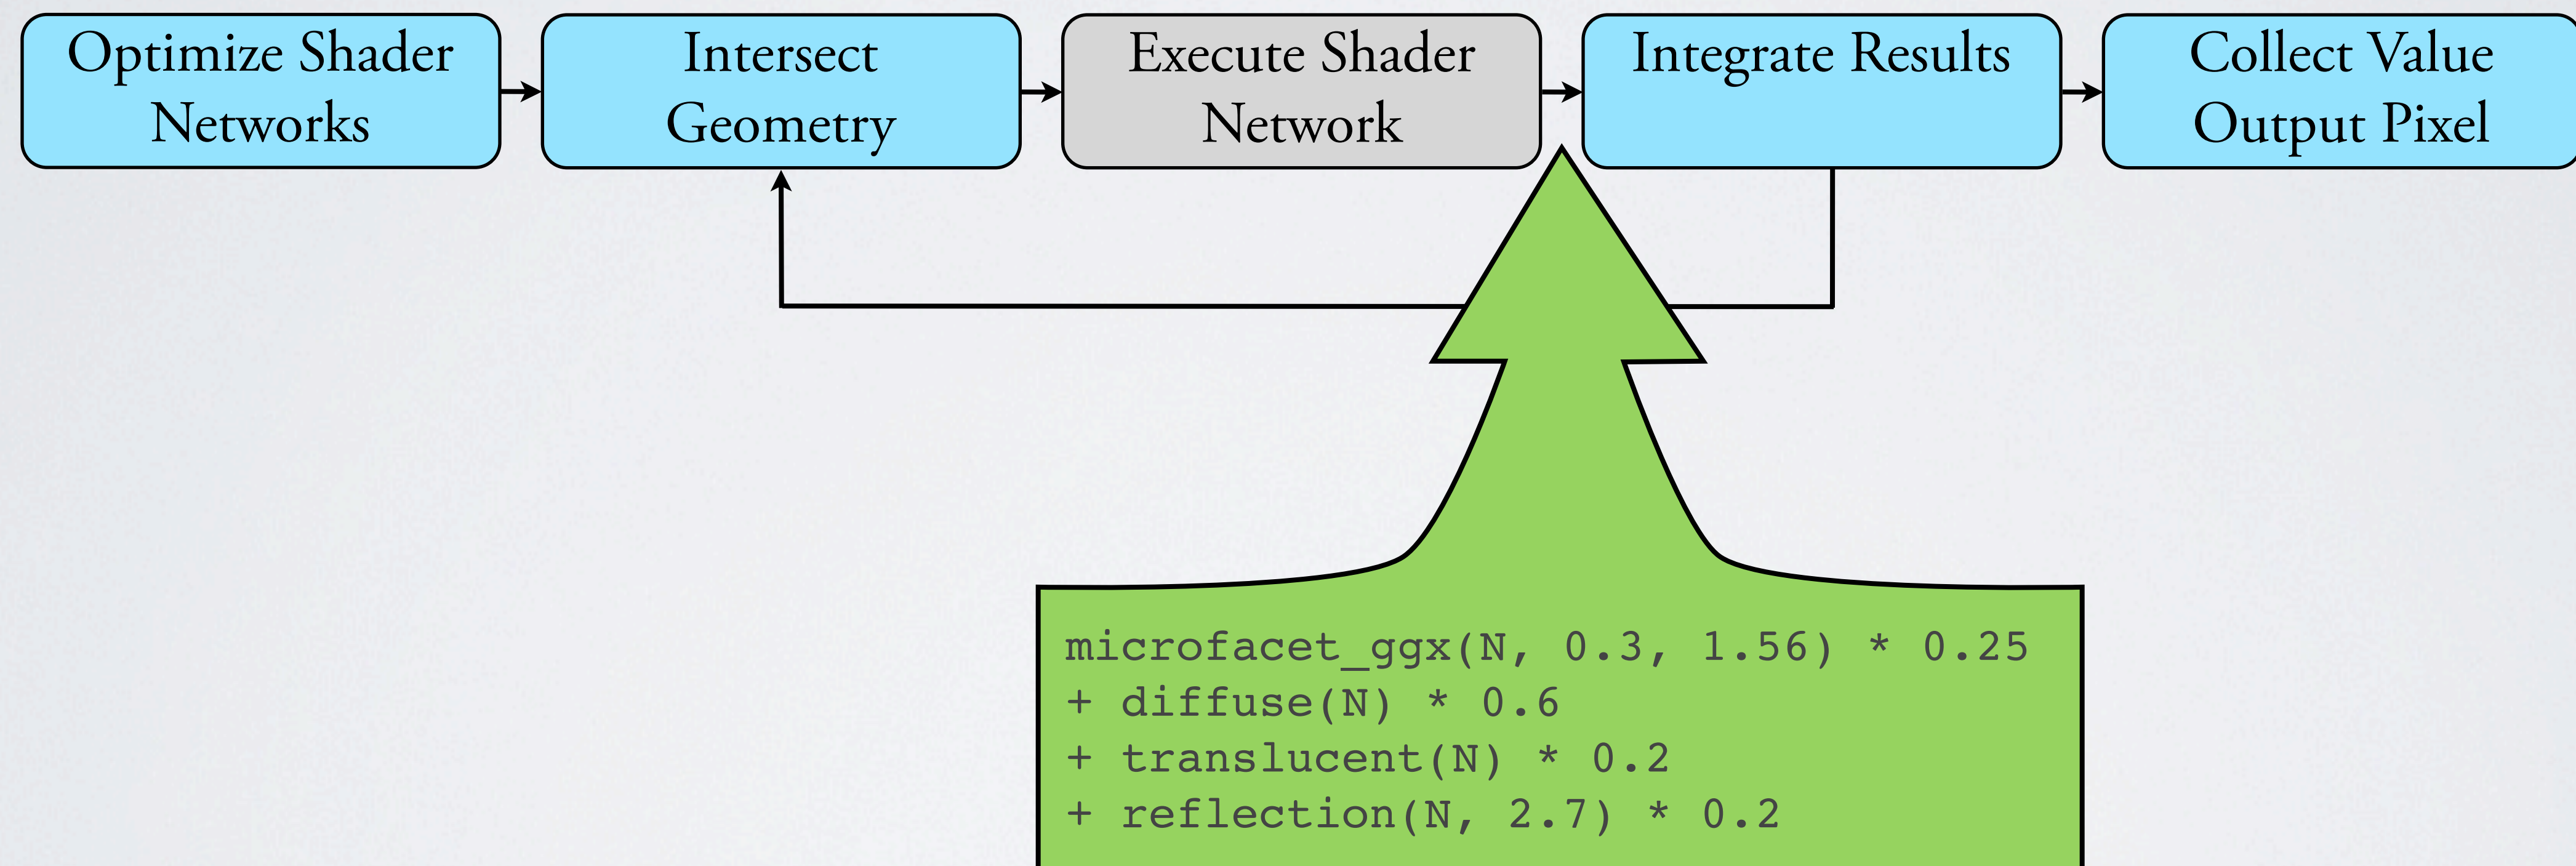 Optimize Shader
Networks
Intersect
Geometry
Execute Shader
Network
Integrate Results
Collect Value
Output Pixel
microfacet_ggx(N, 0.3, 1.56) * 0.25
+ diffuse(N) * 0.6
+ translucent(N) * 0.2
+ reflection(N, 2.7) * 0.2